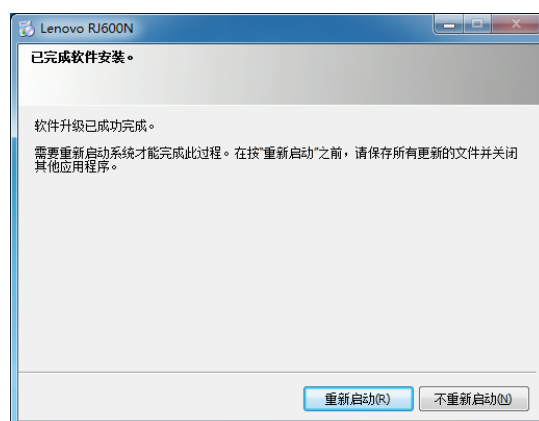 Lenovo RJ600N
已完成软件安装。
软件升级已成功完成。
需要重新启动系统才能完成此过程。在按"重新启动"之前，请保存所有更新的文件并关闭
其他应用程序。
重新启动(R) 不重新启动(N)